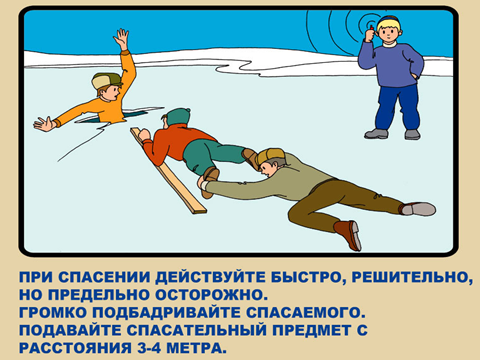 ПРИ СПАСЕНИИ ДЕЙСТВУЙТЕ БЫСТРО, РЕШИТЕЛЬНО,
НО ПРЕДЕЛЬНО ОСТОРОЖНО.
ГРОМКО ПОДБАДРИВАЙТЕ СПАСАЕМОГО.
ПОДАВАЙТЕ СПАСАТЕЛЬНЫЙ ПРЕДМЕТ С
РАССТОЯНИЯ 3-4 МЕТРА.